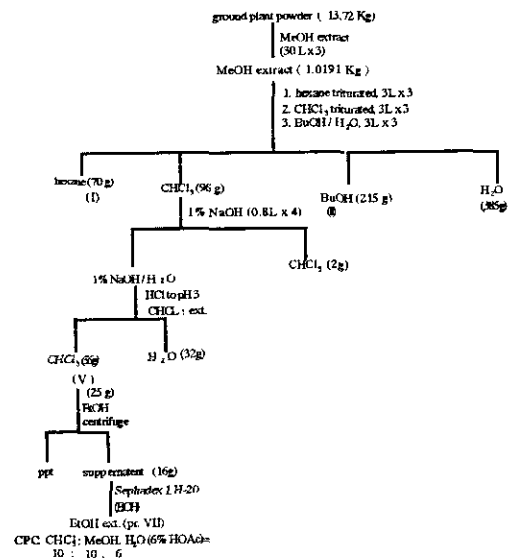 ground plant powder ( 13.72 Kg)
MeOH extract
(30 L x 3)
MeOH extract ( 1.0191 Kg )
1. hexane triturated, 3L x 3
2. CHCl3 triturated, 3L x 3
3. BuOH / H2O, 3L x 3
hexane (70 g)
(I)
CHCl3 (96 g)
BuOH (215 g)
H2O
(385g)
1% NaOH (0.8L x 4)
1% NaOH / H2O
CHCl3 (2g)
HCl to pH 3
ext.
CHCl3
H2O (32g)
(V)
(25 g)
EtOH
centrifuge
ppt
suppernatent (16g)
Sephadex LH-20
EtOH ext. (pr. VII)
CPC, CHCl3: MeOH, H2O (6% HOAc)=
10 : 10 , 6